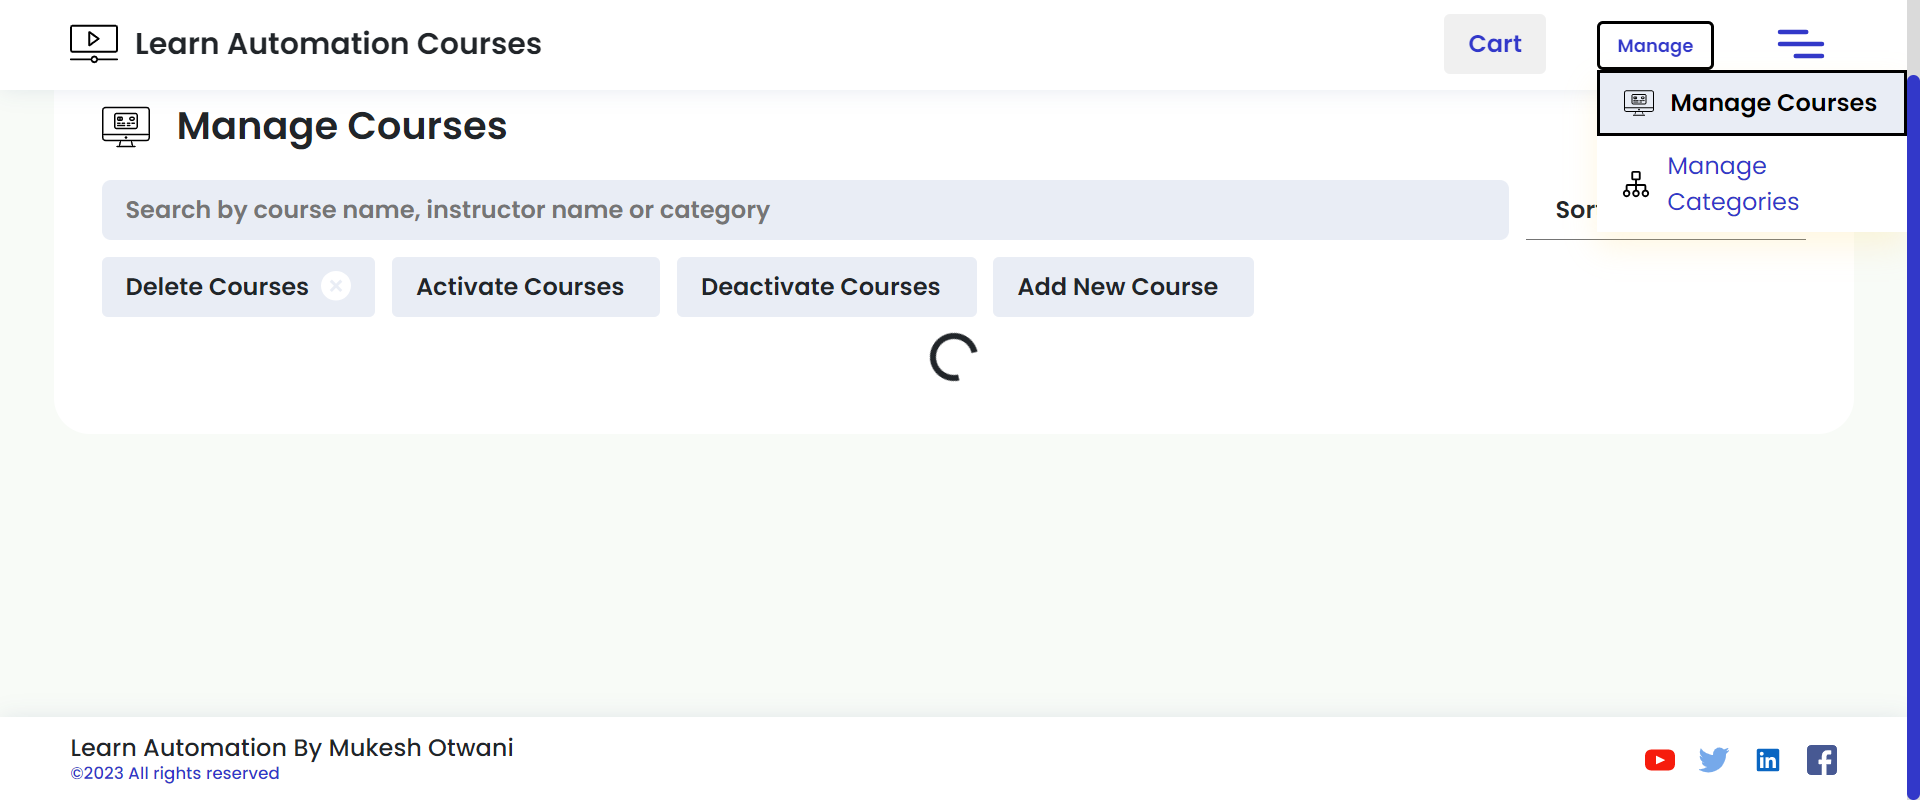 Learn Automation Courses
Cart
Manage
Manage Courses
Manage
Categories
Manage Courses
Search by course name, instructor name or category
Sor
Delete Courses
Activate Courses
Deactivate Courses
Add New Course
Learn Automation By Mukesh Otwani
©2023 All rights reserved